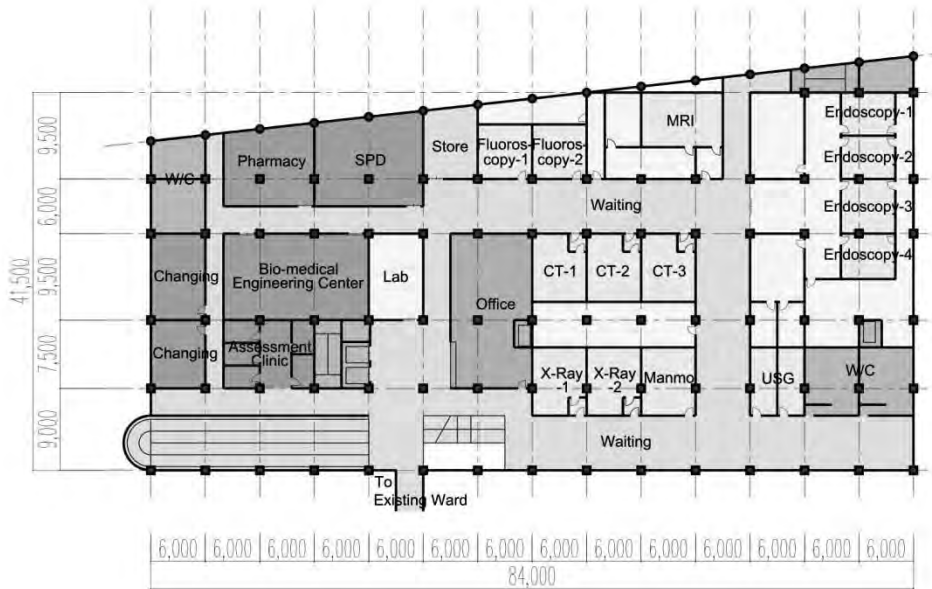 Endoscopy-1
MRI
Pharmacy
SPD
Store
Fluoros-
copy-1
Fluoros-
copy-2
Endoscopy-2
9,500
W/C
6,000
Waiting
Endoscopy-3
41,500
9,500
Changing
Bio-medical
Engineering Center
Lab
Office
CT-1
CT-2
CT-3
Endoscopy-4
7,500
Changing
Assessment
Clinic
X-Ray
-1
X-Ray
-2
Manmo
USG
W/C
9,000
Waiting
To
Existing Ward
6,000 6,000 6,000 6,000 6,000 6,000 6,000 6,000 6,000 6,000 6,000 6,000 6,000 6,000
84,000